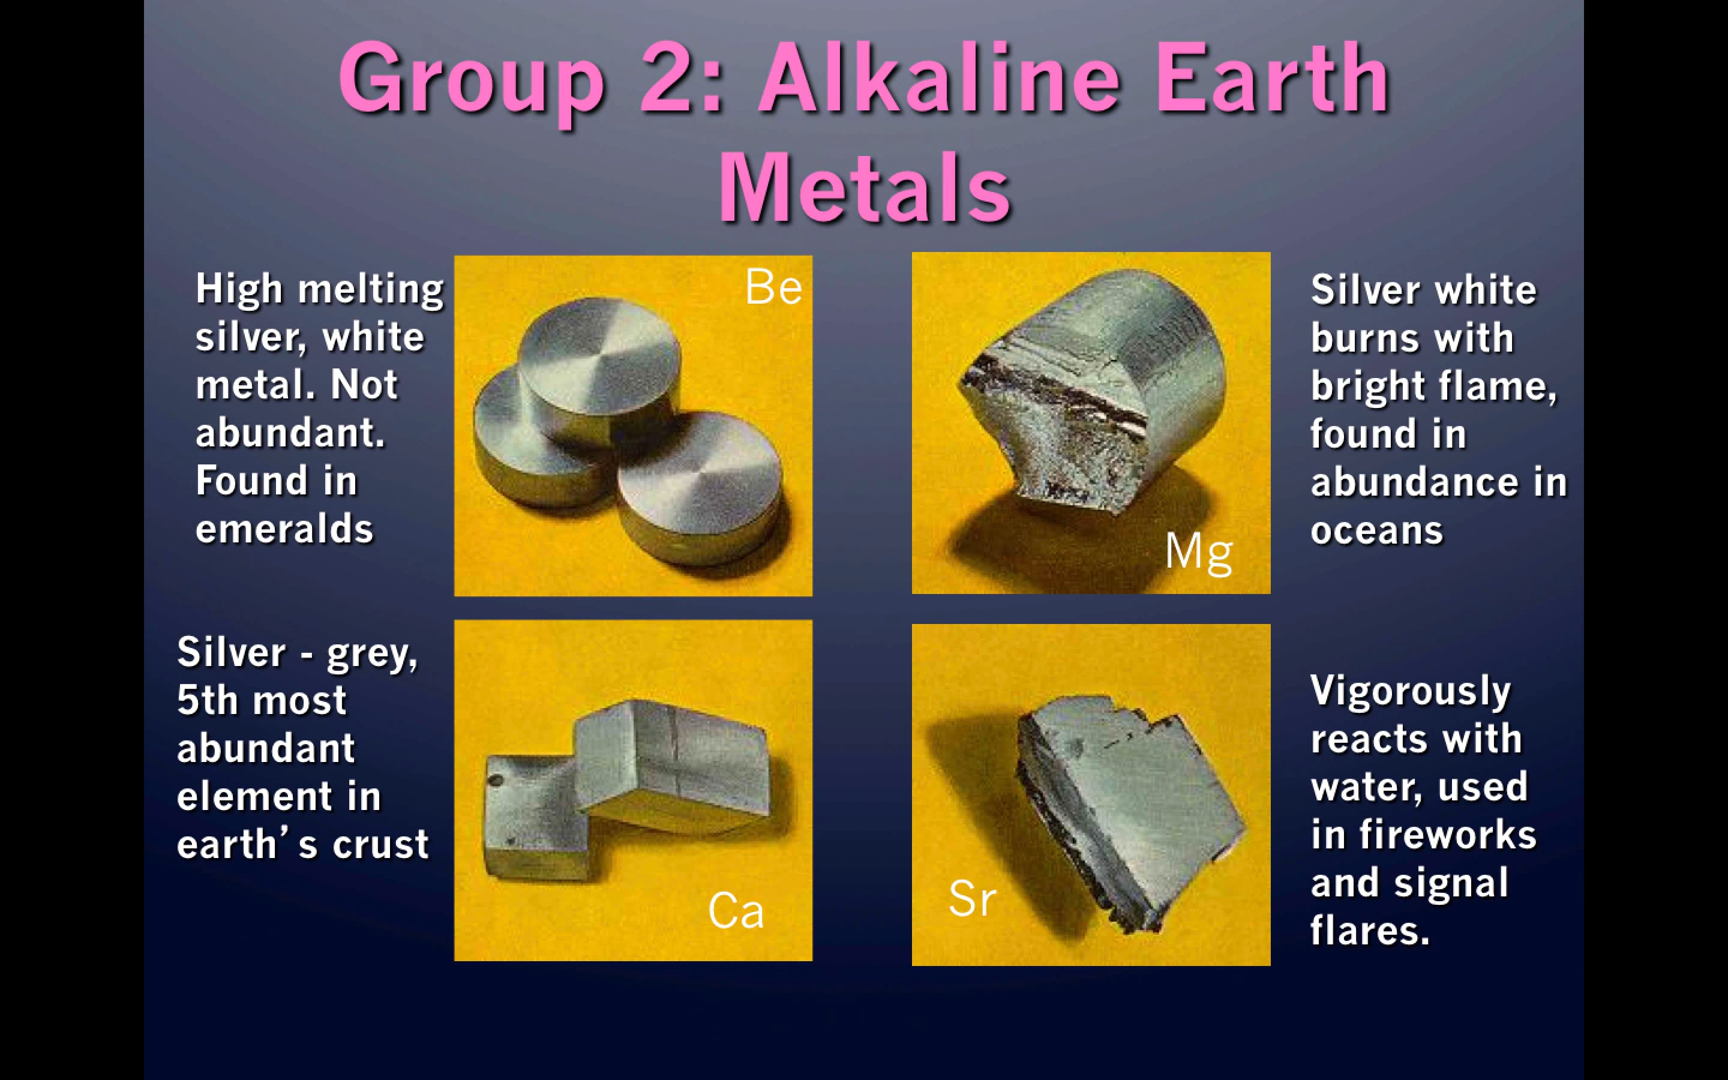 Group 2: Alkaline Earth
Metals
High melting
silver, white
metal. Not
abundant.
Found in
emeralds
Be
Mg
Silver white
burns with
bright flame,
found in
abundance in
oceans
Silver - grey,
5th most
abundant
element in
earth’s crust
Ca
Sr
Vigorously
reacts with
water, used
in fireworks
and signal
flares.